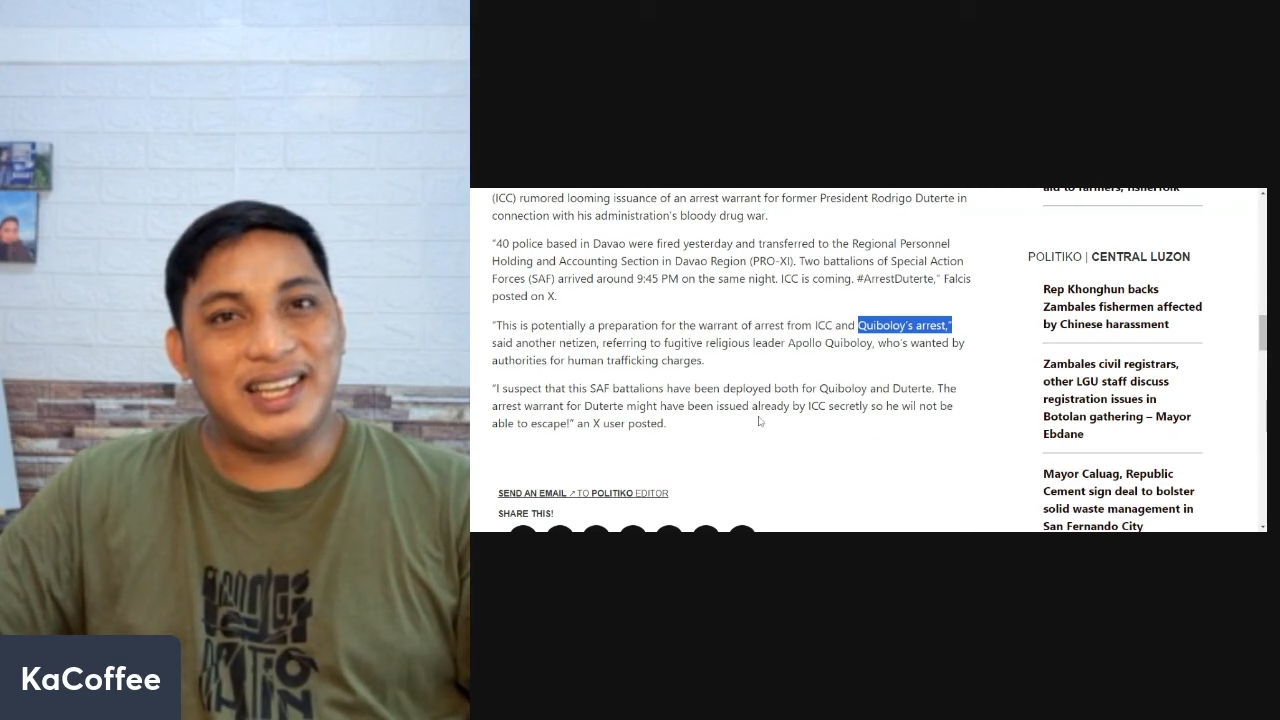 (ICC) rumored looming issuance of an arrest warrant for former President Rodrigo Duterte in
connection with his administration's bloody drug war.
"40 police based in Davao were fired yesterday and transferred to the Regional Personnel
Holding and Accounting Section in Davao Region (PRO-XI). Two battalions of Special Action
Forces (SAF) arrived around 9:45 PM on the same night. ICC is coming. #ArrestDuterte," Falcis
posted on X.
"This is potentially a preparation for the warrant of arrest from ICC and Quiboloy's arrest,"
said another netizen, referring to fugitive religious leader Apollo Quiboloy, who's wanted by
authorities for human trafficking charges.
"I suspect that this SAF battalions have been deployed both for Quiboloy and Duterte. The
arrest warrant for Duterte might have been issued already by ICC secretly so he wil not be
able to escape!" an X user posted.
SEND AN EMAIL ↗ TO POLITIKO EDITOR
SHARE THIS!
aid to farmers, fisherfolk
POLITIKO | CENTRAL LUZON
Rep Khonghun backs
Zambales fishermen affected
by Chinese harassment
Zambales civil registrars,
other LGU staff discuss
registration issues in
Botolan gathering – Mayor
Ebdane
Mayor Caluag, Republic
Cement sign deal to bolster
solid waste management in
San Fernando City
KaCoffee